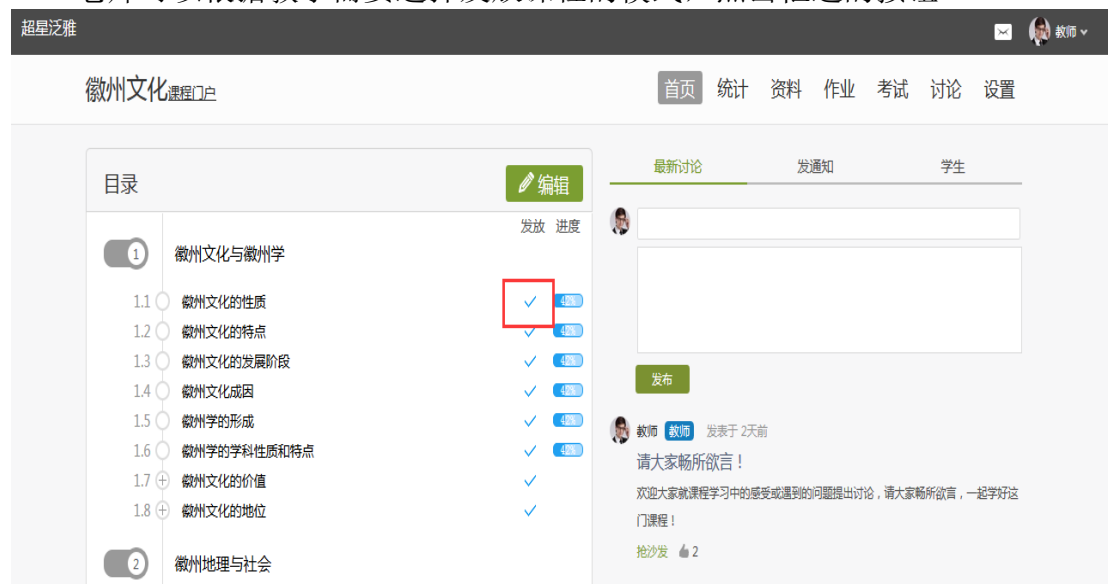 超星泛雅
教师
徽州文化课程门户
首页 统计 资料 作业 考试 讨论 设置
目录
编辑
发放 进度
1 徽州文化与徽州学
1.1 徽州文化的性质 42%
1.2 徽州文化的特点 42%
1.3 徽州文化的发展阶段 42%
1.4 徽州文化成因 42%
1.5 徽州学的形成 42%
1.6 徽州学的学科性质和特点 42%
1.7 徽州文化的价值
1.8 徽州文化的地位
2 徽州地理与社会
最新讨论 发通知 学生
发布
教师 教师 发表于 2天前
请大家畅所欲言！
欢迎大家就课程学习中的感受或遇到的问题提出讨论，请大家畅所欲言，一起学好这
门课程！
抢沙发 2